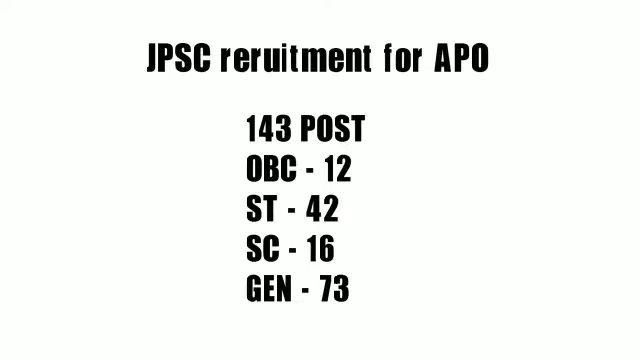 JPSC reruitment for APO
143 POST
OBC - 12
ST - 42
SC - 16
GEN - 73